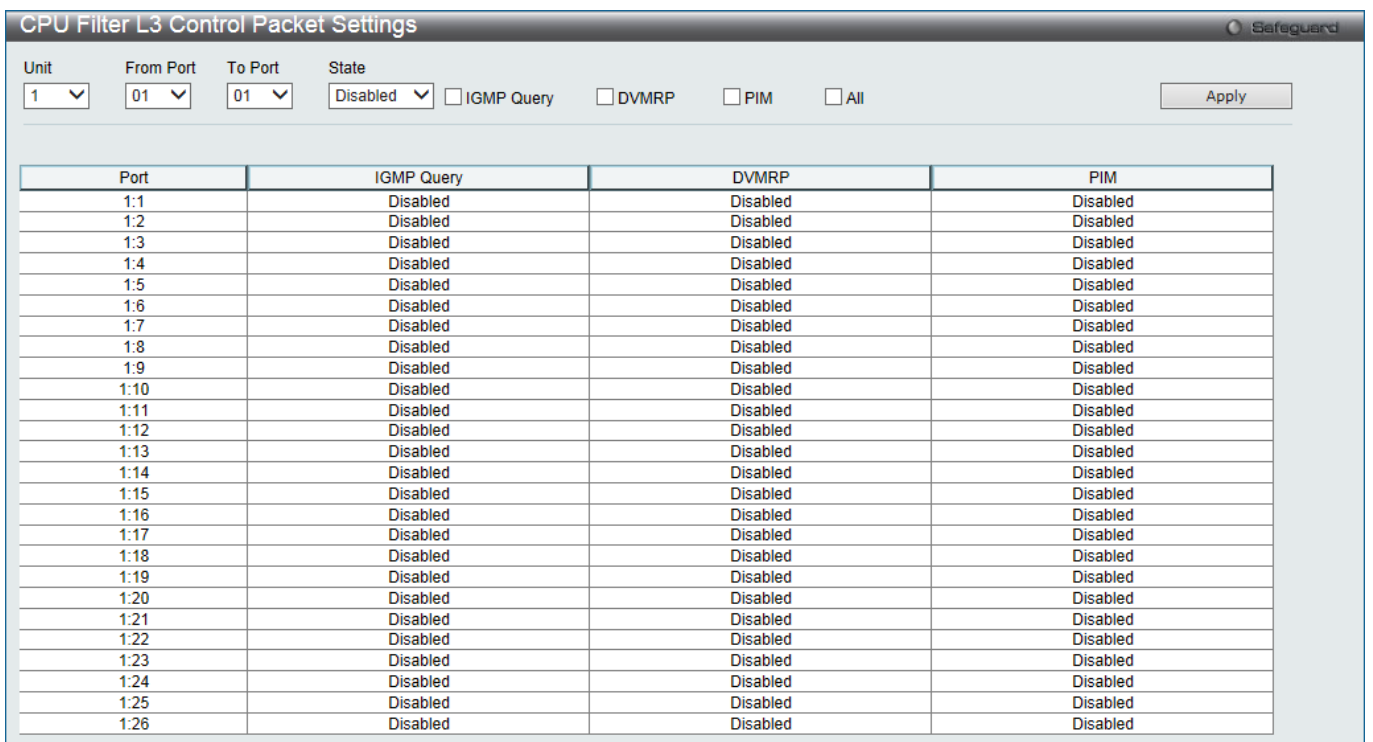 CPU Filter L3 Control Packet Settings
Safeguard
Unit From Port To Port State
1 01 01 Disabled IGMP Query DVMRP PIM All Apply
Port IGMP Query DVMRP PIM
1:1 Disabled Disabled Disabled
1:2 Disabled Disabled Disabled
1:3 Disabled Disabled Disabled
1:4 Disabled Disabled Disabled
1:5 Disabled Disabled Disabled
1:6 Disabled Disabled Disabled
1:7 Disabled Disabled Disabled
1:8 Disabled Disabled Disabled
1:9 Disabled Disabled Disabled
1:10 Disabled Disabled Disabled
1:11 Disabled Disabled Disabled
1:12 Disabled Disabled Disabled
1:13 Disabled Disabled Disabled
1:14 Disabled Disabled Disabled
1:15 Disabled Disabled Disabled
1:16 Disabled Disabled Disabled
1:17 Disabled Disabled Disabled
1:18 Disabled Disabled Disabled
1:19 Disabled Disabled Disabled
1:20 Disabled Disabled Disabled
1:21 Disabled Disabled Disabled
1:22 Disabled Disabled Disabled
1:23 Disabled Disabled Disabled
1:24 Disabled Disabled Disabled
1:25 Disabled Disabled Disabled
1:26 Disabled Disabled Disabled